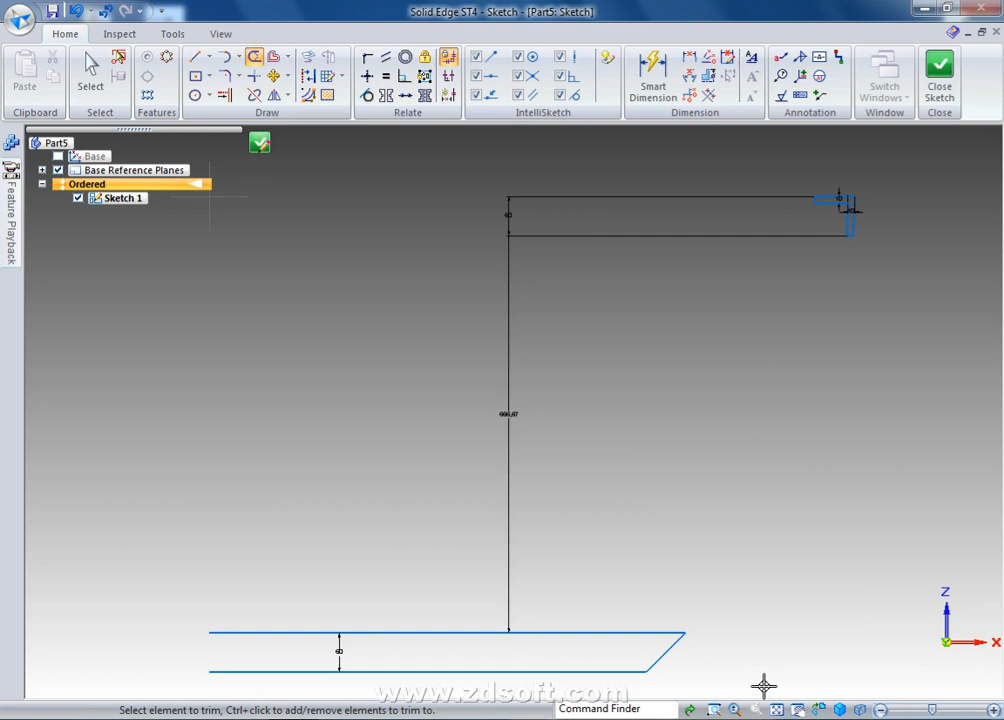 Solid Edge ST4 - Sketch - [Part5: Sketch]
Home Inspect Tools View
Paste
Select
Smart Dimension
Switch Windows
Close Sketch
Clipboard Select Features Draw Relate IntelliSketch Dimension Annotation Window Close
Part5
Base
Base Reference Planes
Ordered
Sketch 1
Feature Playback
Z
X
www.zdsoft.com
Select element to trim, Ctrl+click to add/remove elements to trim to.
Command Finder